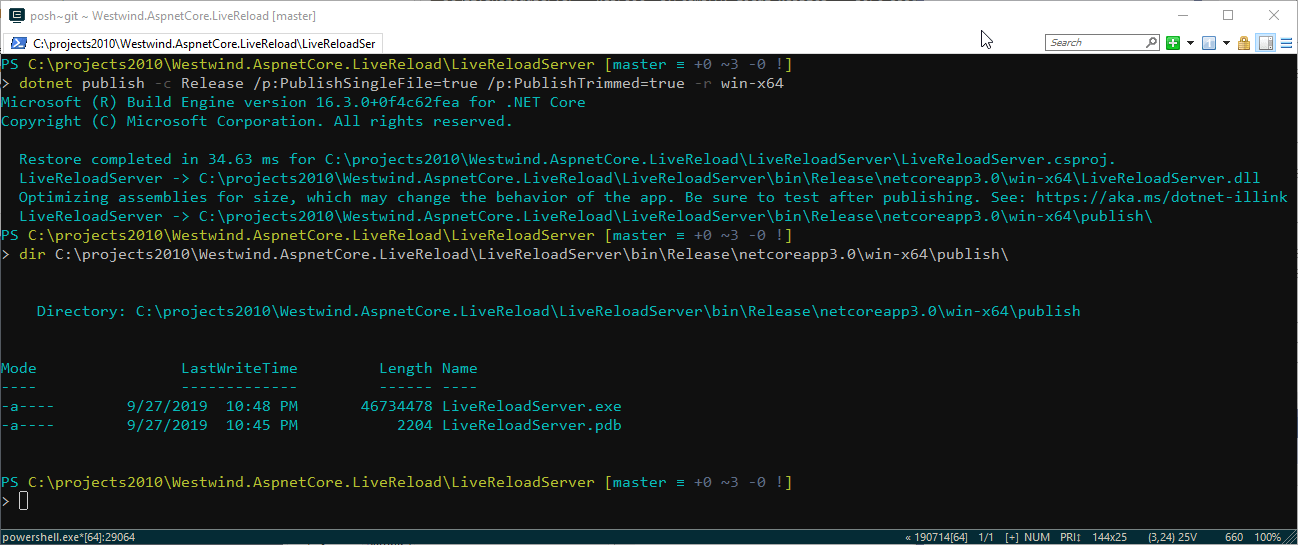 posh~git ~ Westwind.AspnetCore.LiveReload [master]
C:\projects2010\Westwind.AspnetCore.LiveReload\LiveReloadSer
Search
PS C:\projects2010\Westwind.AspnetCore.LiveReload\LiveReloadServer [master ≡ +0 ~3 -0 !]
> dotnet publish -c Release /p:PublishSingleFile=true /p:PublishTrimmed=true -r win-x64
Microsoft (R) Build Engine version 16.3.0+0f4c62fea for .NET Core
Copyright (C) Microsoft Corporation. All rights reserved.
  Restore completed in 34.63 ms for C:\projects2010\Westwind.AspnetCore.LiveReload\LiveReloadServer\LiveReloadServer.csproj.
  LiveReloadServer -> C:\projects2010\Westwind.AspnetCore.LiveReload\LiveReloadServer\bin\Release\netcoreapp3.0\win-x64\LiveReloadServer.dll
  Optimizing assemblies for size, which may change the behavior of the app. Be sure to test after publishing. See: https://aka.ms/dotnet-illink
  LiveReloadServer -> C:\projects2010\Westwind.AspnetCore.LiveReload\LiveReloadServer\bin\Release\netcoreapp3.0\win-x64\publish\
PS C:\projects2010\Westwind.AspnetCore.LiveReload\LiveReloadServer [master ≡ +0 ~3 -0 !]
> dir C:\projects2010\Westwind.AspnetCore.LiveReload\LiveReloadServer\bin\Release\netcoreapp3.0\win-x64\publish\
    Directory: C:\projects2010\Westwind.AspnetCore.LiveReload\LiveReloadServer\bin\Release\netcoreapp3.0\win-x64\publish
Mode                LastWriteTime         Length Name
----                -------------         ------ ----
-a----        9/27/2019  10:48 PM       46734478 LiveReloadServer.exe
-a----        9/27/2019  10:45 PM           2204 LiveReloadServer.pdb
PS C:\projects2010\Westwind.AspnetCore.LiveReload\LiveReloadServer [master ≡ +0 ~3 -0 !]
>
powershell.exe*[64]:29064 « 190714[64] 1/1 [+] NUM PRI↕ 144x25 (3,24) 25V 660 100%